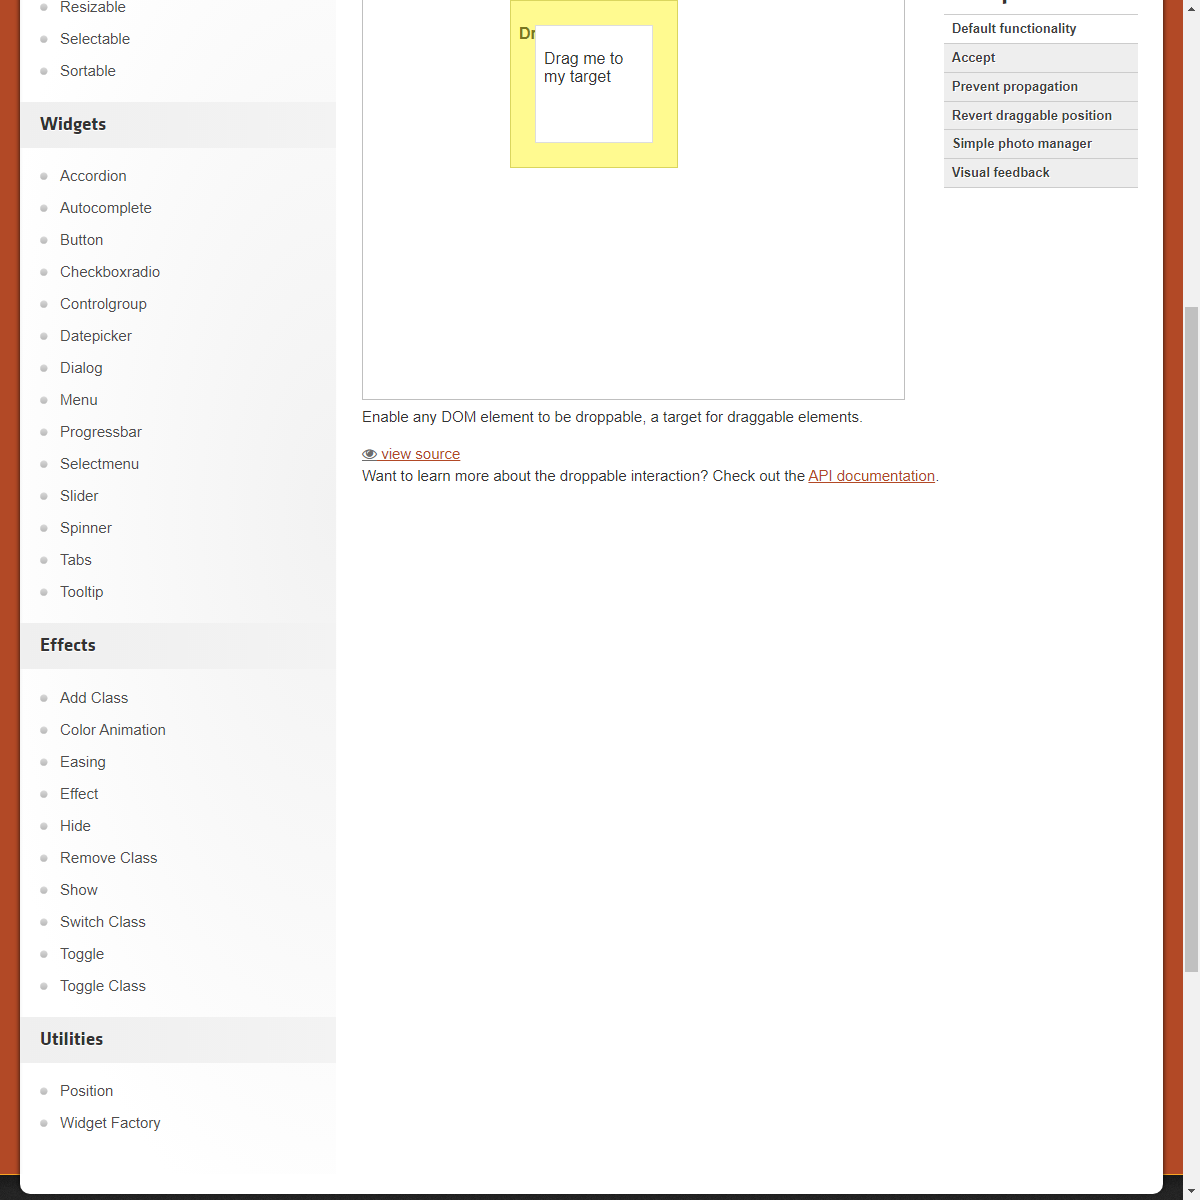 Resizable
Selectable
Sortable
Widgets
Accordion
Autocomplete
Button
Checkboxradio
Controlgroup
Datepicker
Dialog
Menu
Progressbar
Selectmenu
Slider
Spinner
Tabs
Tooltip
Effects
Add Class
Color Animation
Easing
Effect
Hide
Remove Class
Show
Switch Class
Toggle
Toggle Class
Utilities
Position
Widget Factory
Dr
Drag me to
my target
Enable any DOM element to be droppable, a target for draggable elements.
view source
Want to learn more about the droppable interaction? Check out the API documentation.
Default functionality
Accept
Prevent propagation
Revert draggable position
Simple photo manager
Visual feedback